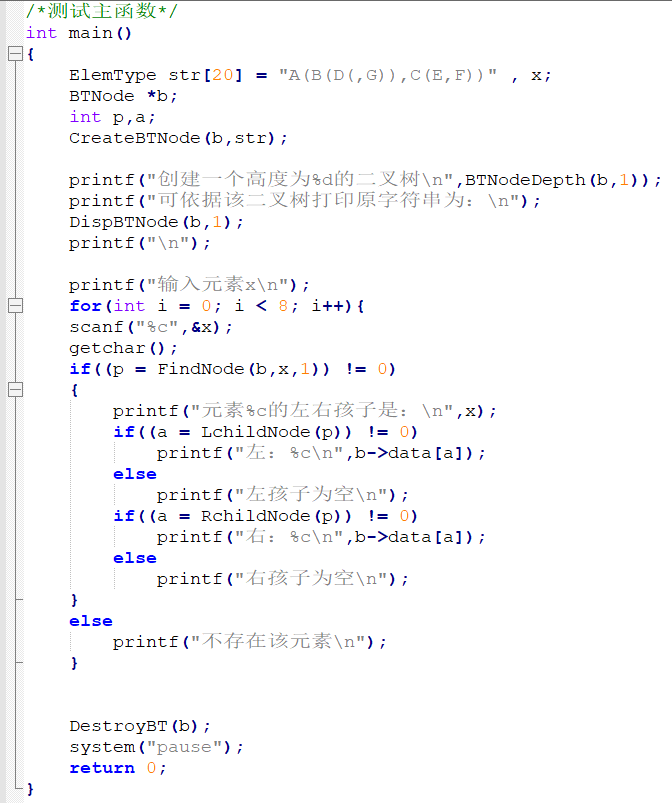 /*测试主函数*/
int main()
{
    ElemType str[20] = "A(B(D(,G)),C(E,F))" , x;
    BTNode *b;
    int p,a;
    CreateBTNode(b,str);

    printf("创建一个高度为%d的二叉树\n",BTNodeDepth(b,1));
    printf("可依据该二叉树打印原字符串为：\n");
    DispBTNode(b,1);
    printf("\n");

    printf("输入元素x\n");
    for(int i = 0; i < 8; i++){
    scanf("%c",&x);
    getchar();
    if((p = FindNode(b,x,1)) != 0)
    {
        printf("元素%c的左右孩子是：\n",x);
        if((a = LchildNode(p)) != 0)
            printf("左：%c\n",b->data[a]);
        else
            printf("左孩子为空\n");
        if((a = RchildNode(p)) != 0)
            printf("右：%c\n",b->data[a]);
        else
            printf("右孩子为空\n");
    }
    else
        printf("不存在该元素\n");
    }


    DestroyBT(b);
    system("pause");
    return 0;
}